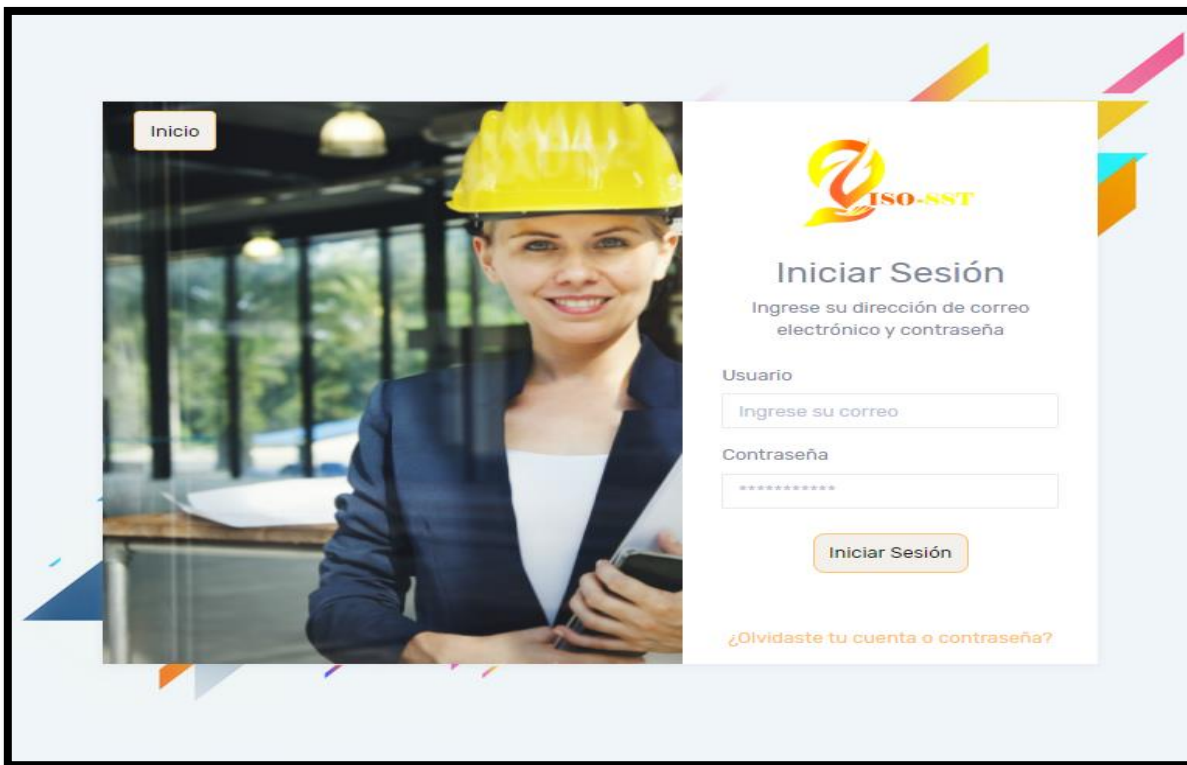 Inicio
ISO-SST
Iniciar Sesión
Ingrese su dirección de correo
electrónico y contraseña
Usuario
Ingrese su correo
Contraseña
***********
Iniciar Sesión
¿Olvidaste tu cuenta o contraseña?